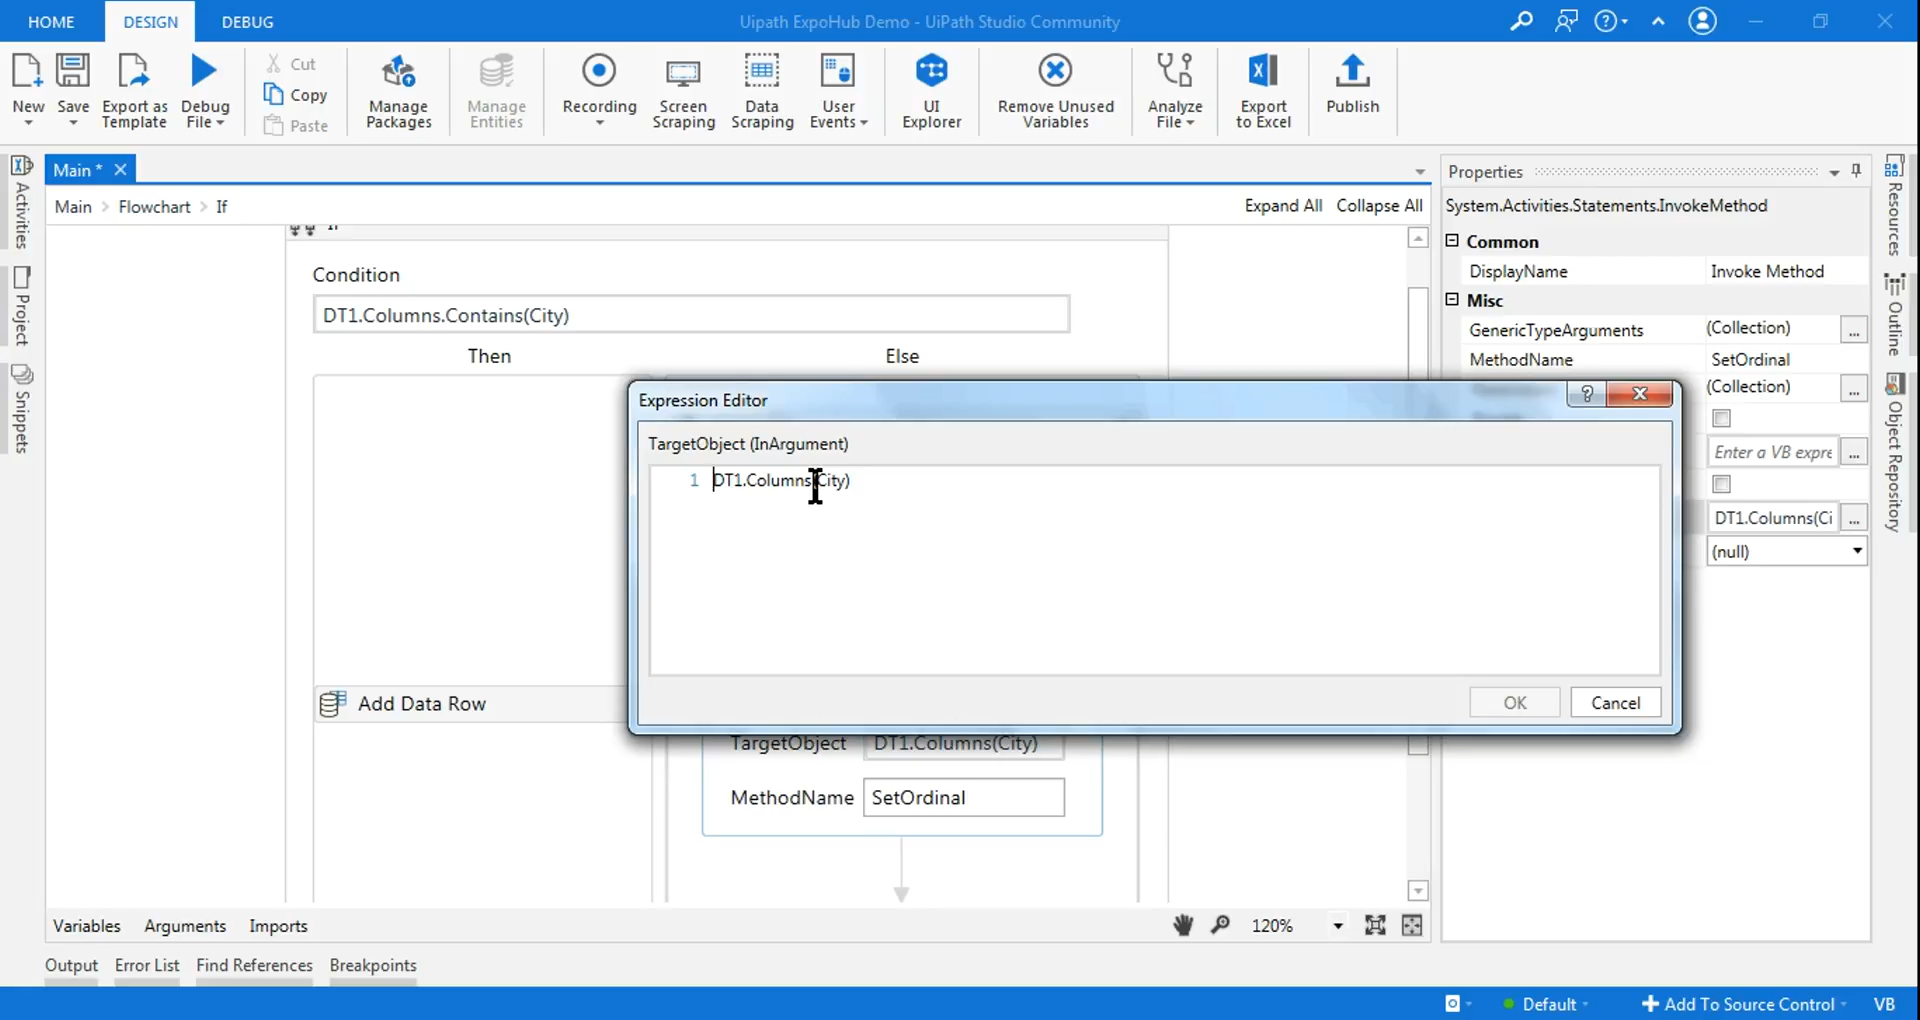 HOME DESIGN DEBUG Uipath ExpoHub Demo - UiPath Studio Community
New Save Export as Template Debug File Cut Copy Paste Manage Packages Manage Entities Recording Screen Scraping Data Scraping User Events UI Explorer Remove Unused Variables Analyze File Export to Excel Publish
Main *
Main > Flowchart > If Expand All Collapse All
Activities
Project
Snippets
Condition
DT1.Columns.Contains(City)
Then Else
Add Data Row
Expression Editor
TargetObject (InArgument)
1 DT1.Columns(City)
OK Cancel
TargetObject DT1.Columns(City)
MethodName SetOrdinal
Properties
System.Activities.Statements.InvokeMethod
Common
DisplayName Invoke Method
Misc
GenericTypeArguments (Collection) ...
MethodName SetOrdinal
(Collection) ...
Enter a VB expre ...
DT1.Columns(Ci ...
(null)
Resources
Outline
Object Repository
Variables Arguments Imports 120%
Output Error List Find References Breakpoints
Default Add To Source Control VB